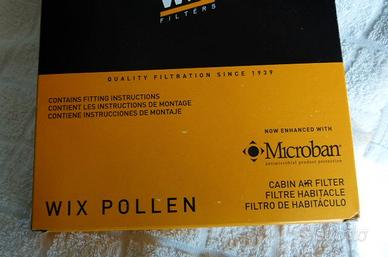 WIX
FILTERS
QUALITY FILTRATION SINCE 1939
CONTAINS FITTING INSTRUCTIONS
CONTIENT LES INSTRUCTIONS DE MONTAGE
CONTIENE INSTRUCCIONES DE MONTAJE
NOW ENHANCED WITH
Microban
antimicrobial product protection
CABIN AIR FILTER
FILTRE HABITACLE
FILTRO DE HABITÁCULO
WIX POLLEN